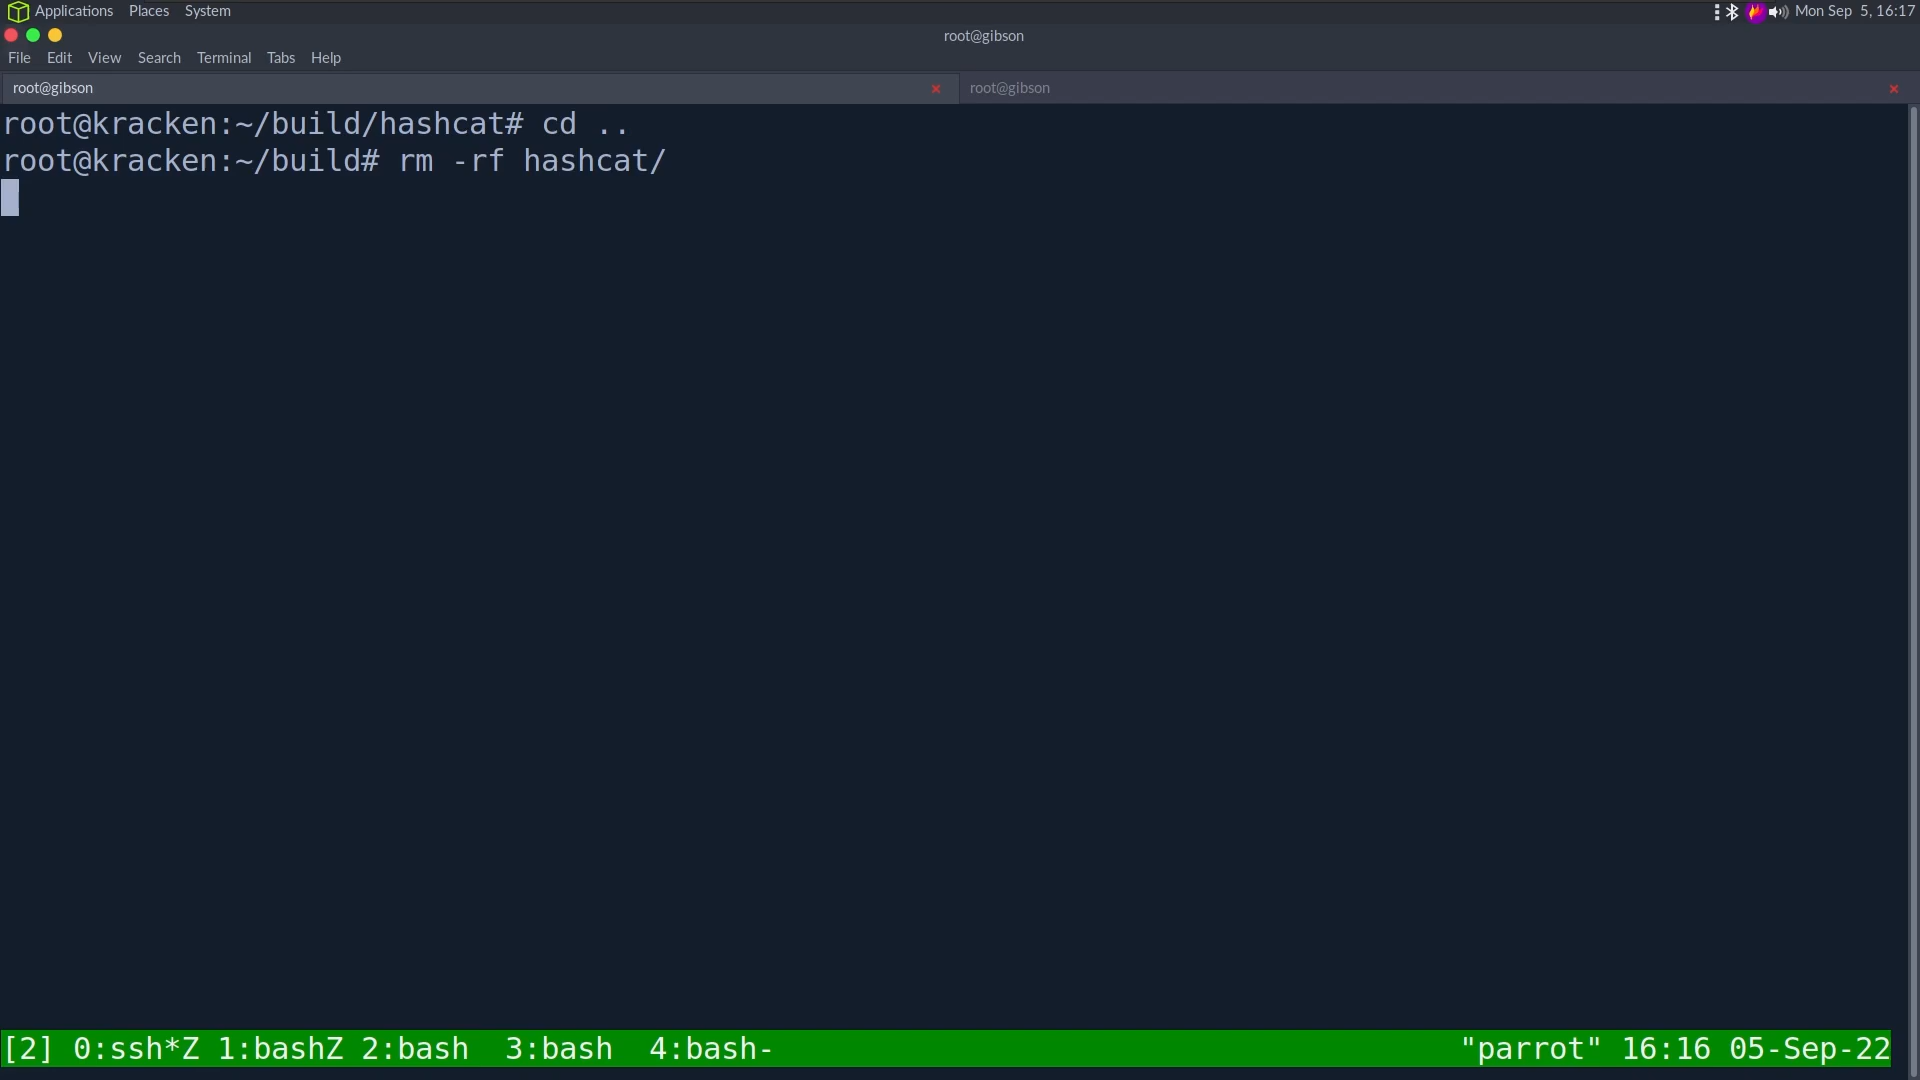 Applications Places System Mon Sep 5, 16:17
root@gibson
File Edit View Search Terminal Tabs Help
root@gibson × root@gibson ×
root@kracken:~/build/hashcat# cd ..
root@kracken:~/build# rm -rf hashcat/
[2] 0:ssh*Z 1:bashZ 2:bash  3:bash  4:bash- "parrot" 16:16 05-Sep-22